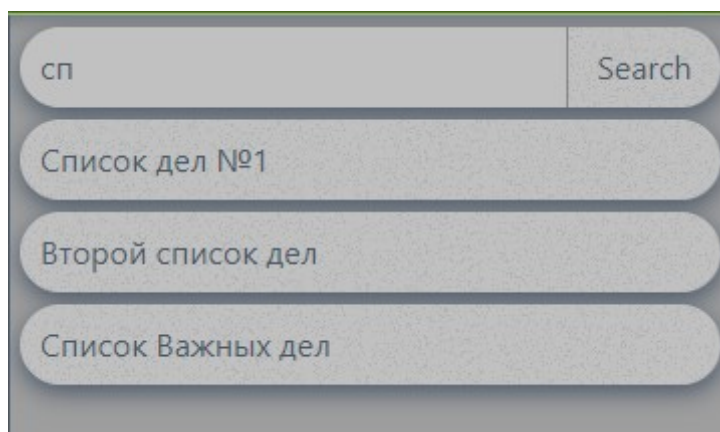 сп Search
Список дел №1
Второй список дел
Список Важных дел